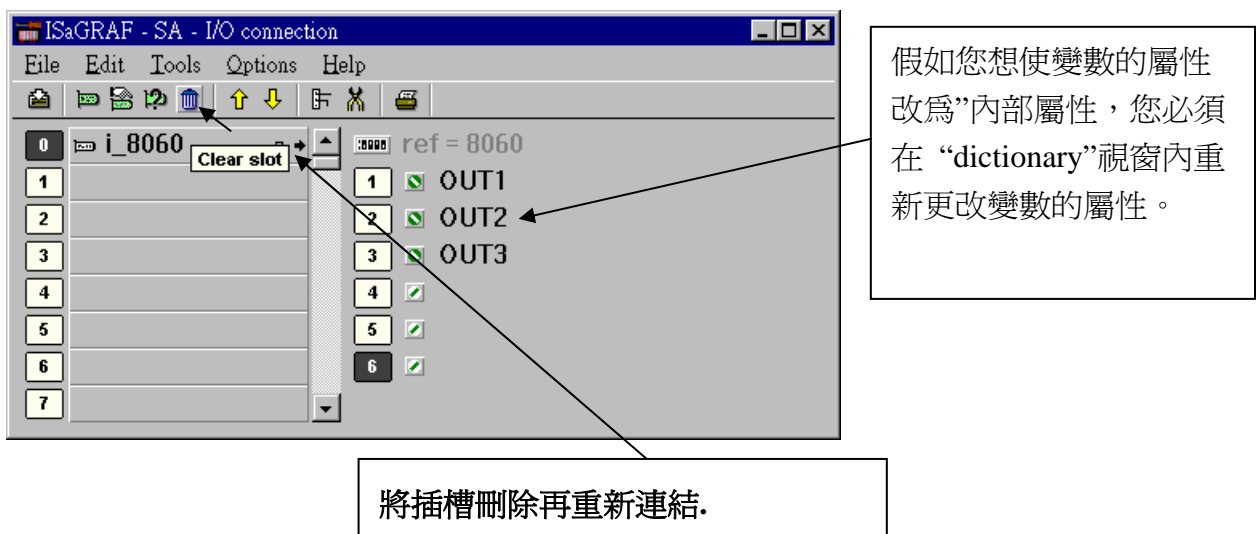 ISaGRAF - SA - I/O connection
File Edit Tools Options Help
0 i_8060
Clear slot
1
2
3
4
5
6
7
ref = 8060
1 OUT1
2 OUT2
3 OUT3
4
5
6
假如您想使變數的屬性
改為”內部屬性，您必須
在 “dictionary”視窗內重
新更改變數的屬性。
將插槽刪除再重新連結.